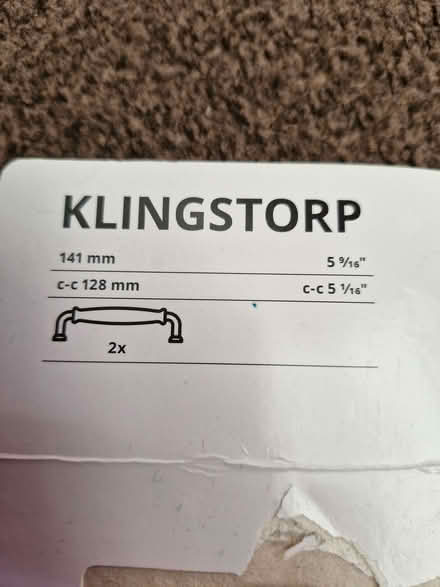 KLINGSTORP
141 mm 5 9/16"
c-c 128 mm c-c 5 1/16"
2x